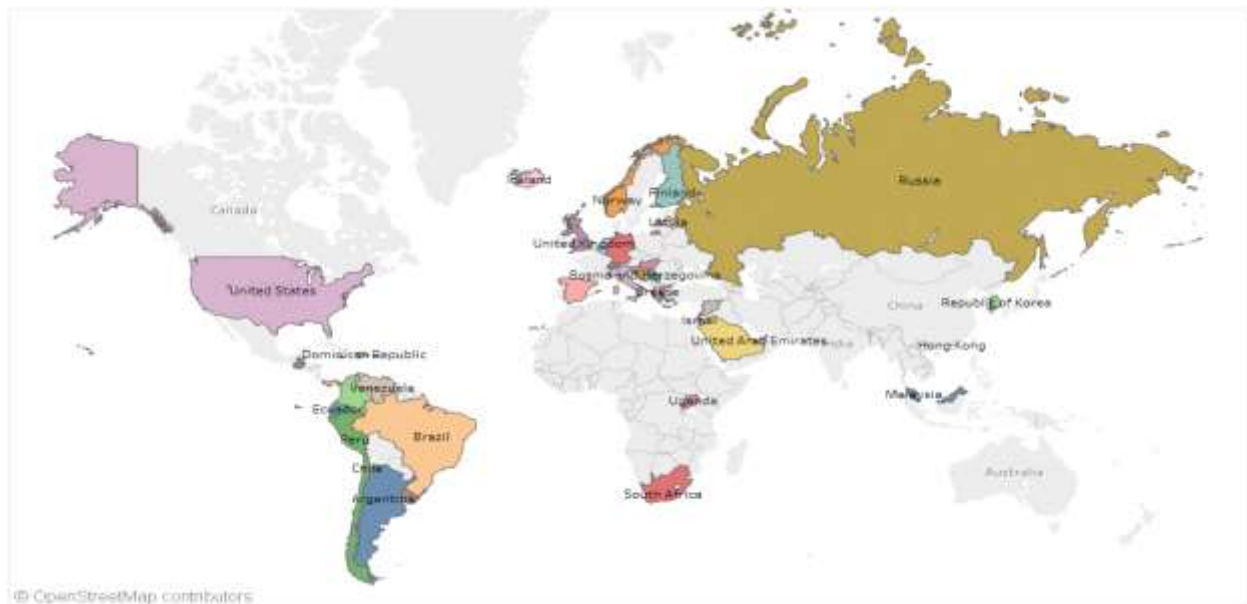 Iceland
Russia
Finland
Norway
Canada
Latvia
United Kingdom
Bosnia and Herzegovina
United States
Greece
China
Republic of Korea
Israel
United Arab Emirates
India
Hong-Kong
Dominican Republic
Venezuela
Malaysia
Uganda
Ecuador
Brazil
Peru
Chile
Australia
Argentina
South Africa
© OpenStreetMap contributors